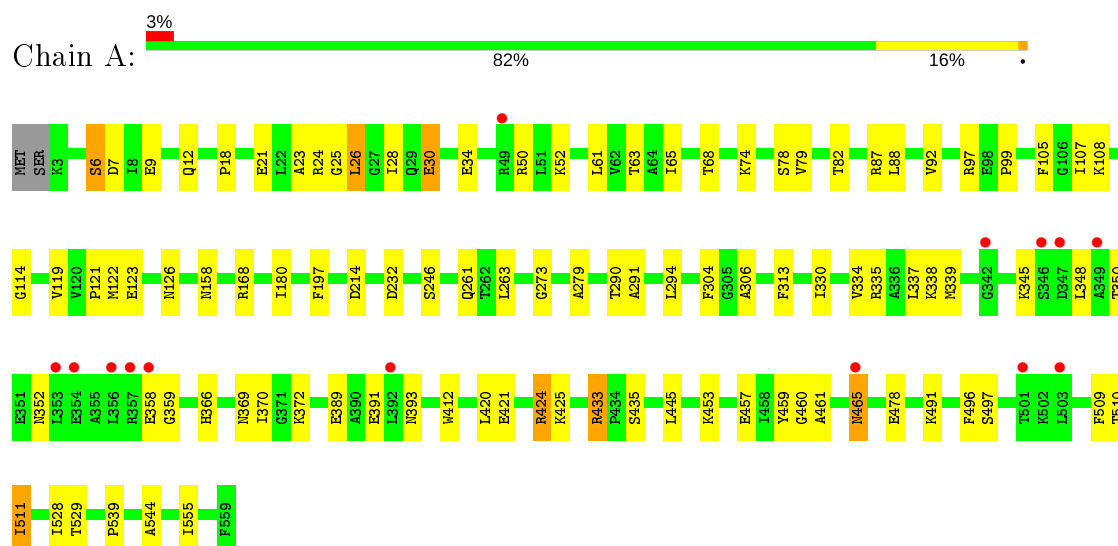 3%
Chain A:
82% 16% •
MET SER K3 S6 D7 I8 E9 Q12 P18 E21 L22 A23 R24 G25 L26 G27 I28 Q29 E30 E34 R49 R50 L51 K52 L61 V62 T63 A64 I65 T68 K74 S78 V79 T82 R87 L88 V92 R97 E98 P99 F105 G106 I107 K108
G114 V119 V120 P121 M122 E123 N126 N158 R168 I180 F197 D214 D232 S246 Q261 T262 L263 G273 A279 T290 A291 L294 F304 G305 A306 F313 I330 V334 R335 A336 L337 K338 M339 G342 K345 S346 D347 L348 A349 T350
E351 N352 L353 E354 A355 L356 R357 E358 G359 H366 N369 I370 G371 K372 E389 A390 E391 L392 N393 W412 L420 E421 R424 K425 R433 P434 S435 L445 K453 E457 I458 Y459 G460 A461 N465 E478 K491 F496 S497 T501 K502 L503 F509 T510
I511 I528 T529 P539 A544 I555 F559